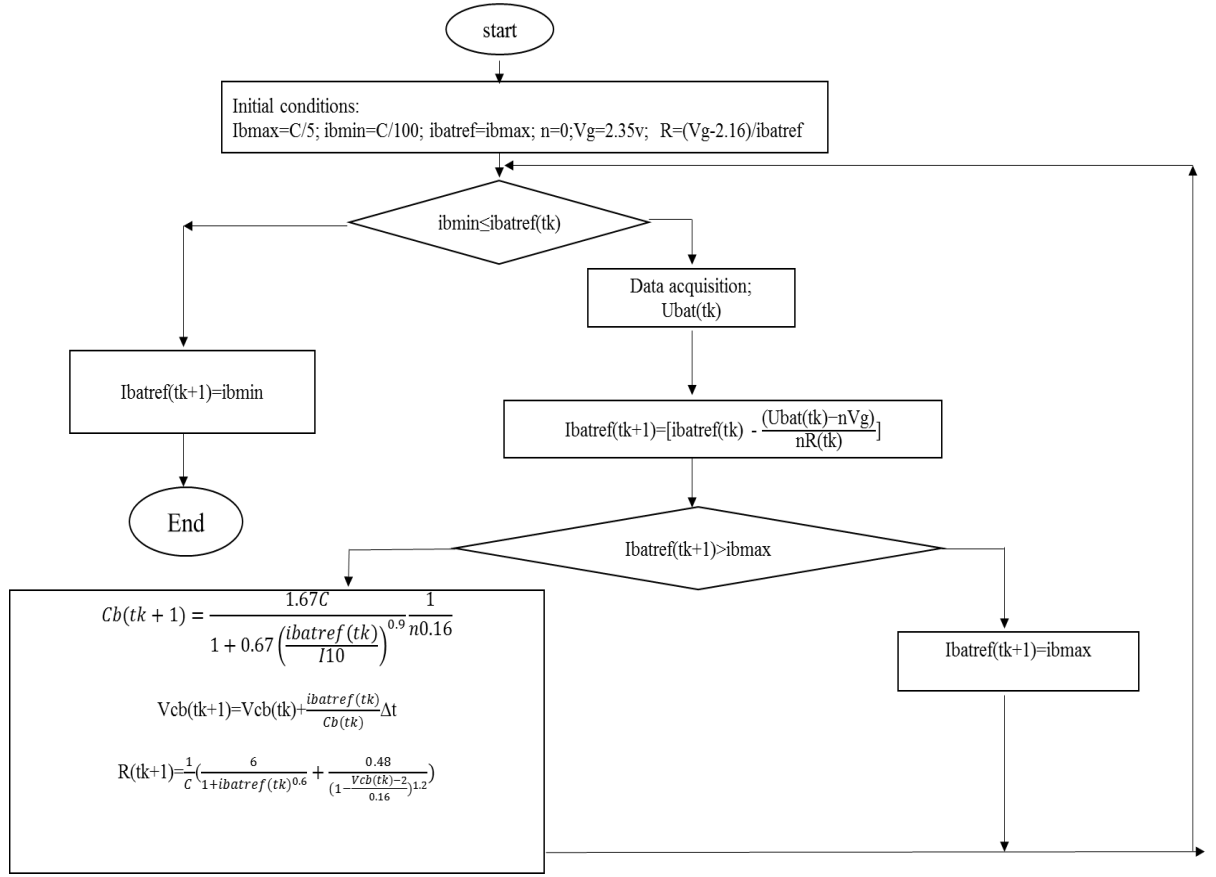 start
Initial conditions:
Ibmax=C/5; ibmin=C/100; ibatref=ibmax; n=0;Vg=2.35v; R=(Vg-2.16)/ibatref
ibmin≤ibatref(tk)
Data acquisition;
Ubat(tk)
Ibatref(tk+1)=ibmin
Ibatref(tk+1)=[ibatref(tk) - (Ubat(tk)−nVg)/nR(tk)]
End
Ibatref(tk+1)>ibmax
Cb(tk + 1) = 1.67C/(1 + 0.67 (ibatref(tk)/I10)^0.9) 1/n0.16
Ibatref(tk+1)=ibmax
Vcb(tk+1)=Vcb(tk)+ibatref(tk)/Cb(tk)Δt
R(tk+1)=1/C(6/(1+ibatref(tk)^0.6) + 0.48/(1−(Vcb(tk)−2)/0.16)^1.2)